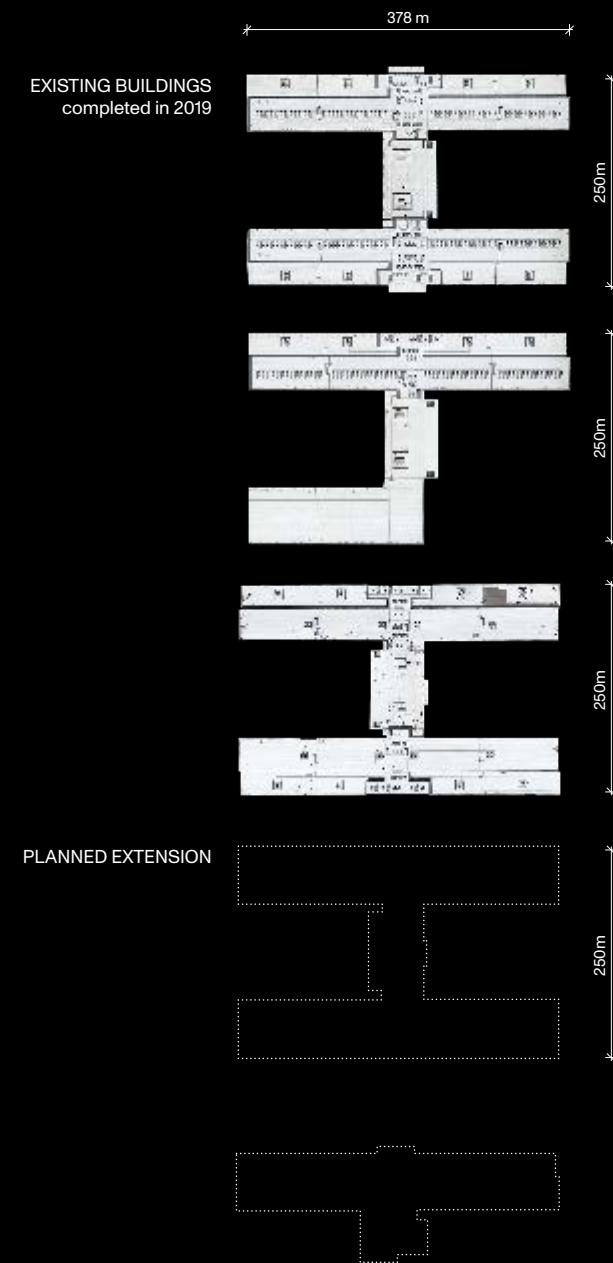 378 m
EXISTING BUILDINGS
completed in 2019
250m
250m
250m
PLANNED EXTENSION
250m